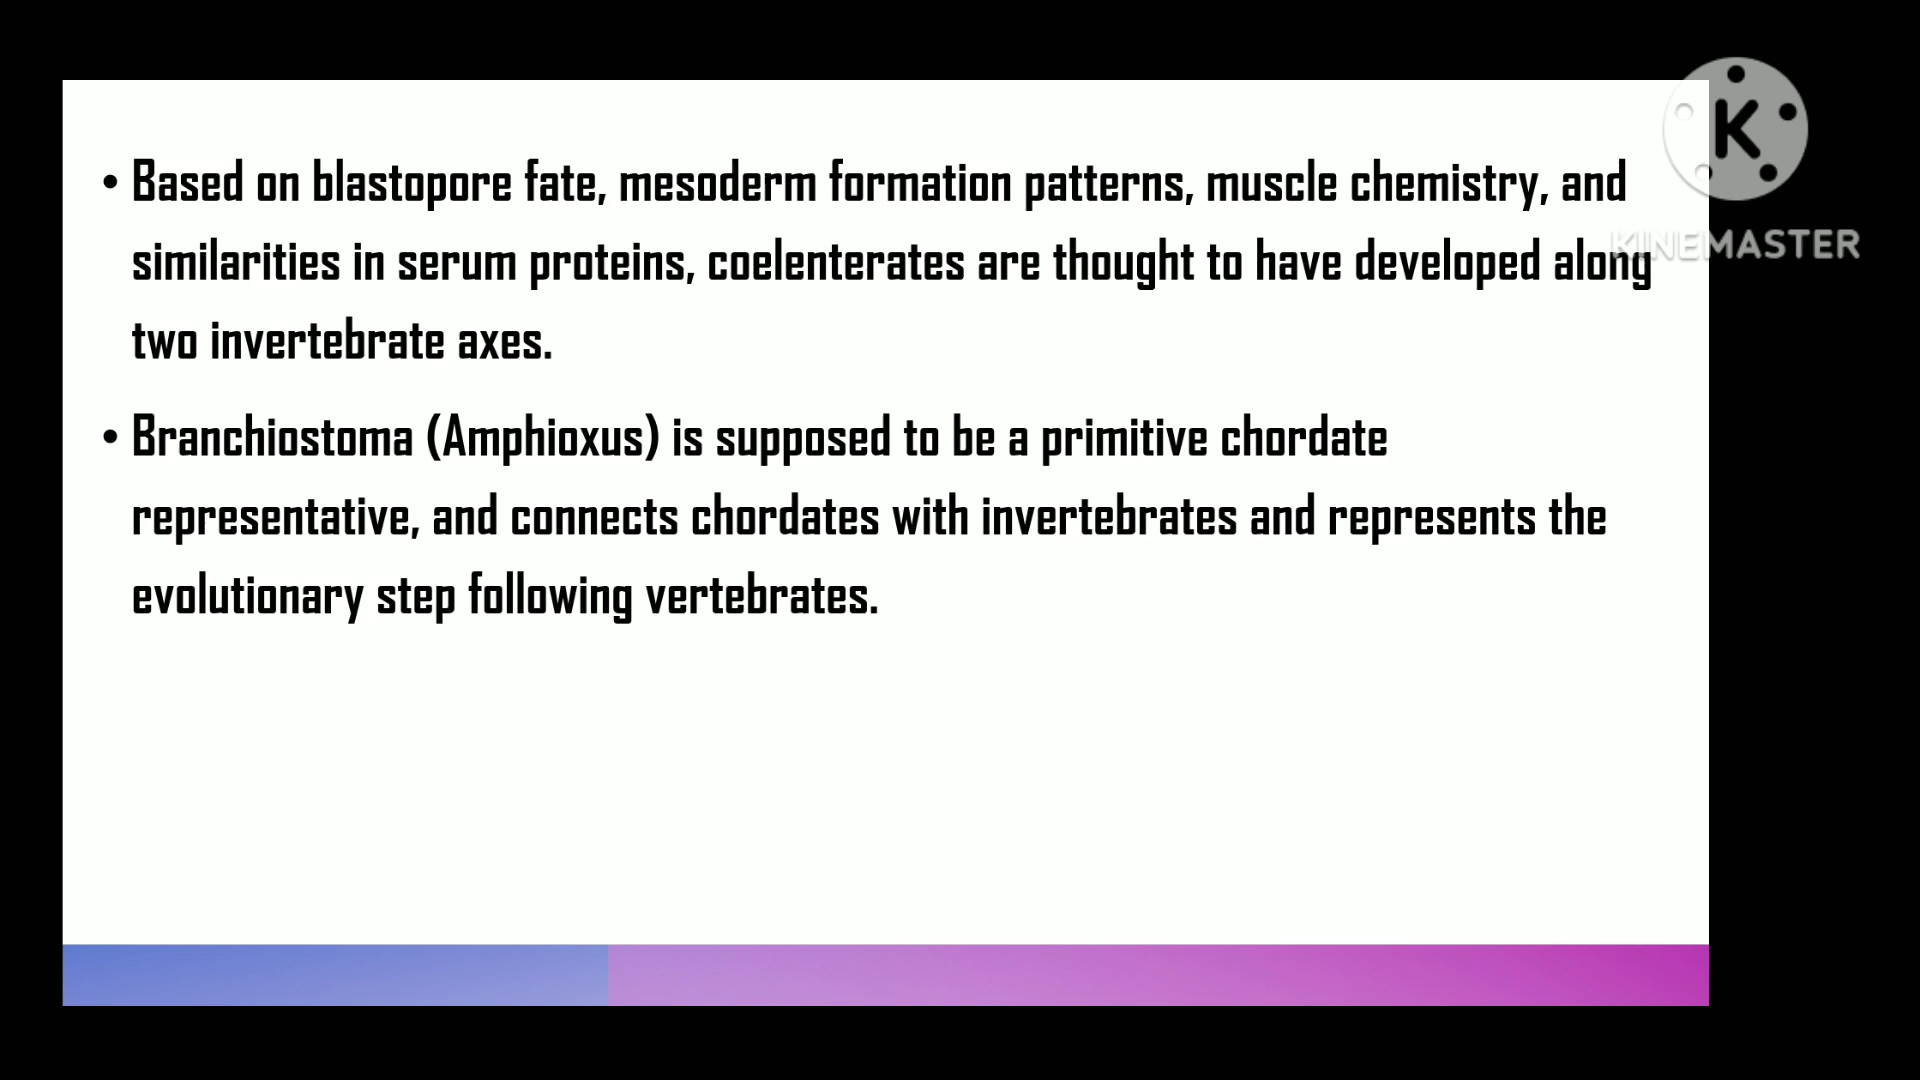 • Based on blastopore fate, mesoderm formation patterns, muscle chemistry, and
similarities in serum proteins, coelenterates are thought to have developed along
two invertebrate axes.
• Branchiostoma (Amphioxus) is supposed to be a primitive chordate
representative, and connects chordates with invertebrates and represents the
evolutionary step following vertebrates.
K
KINEMASTER